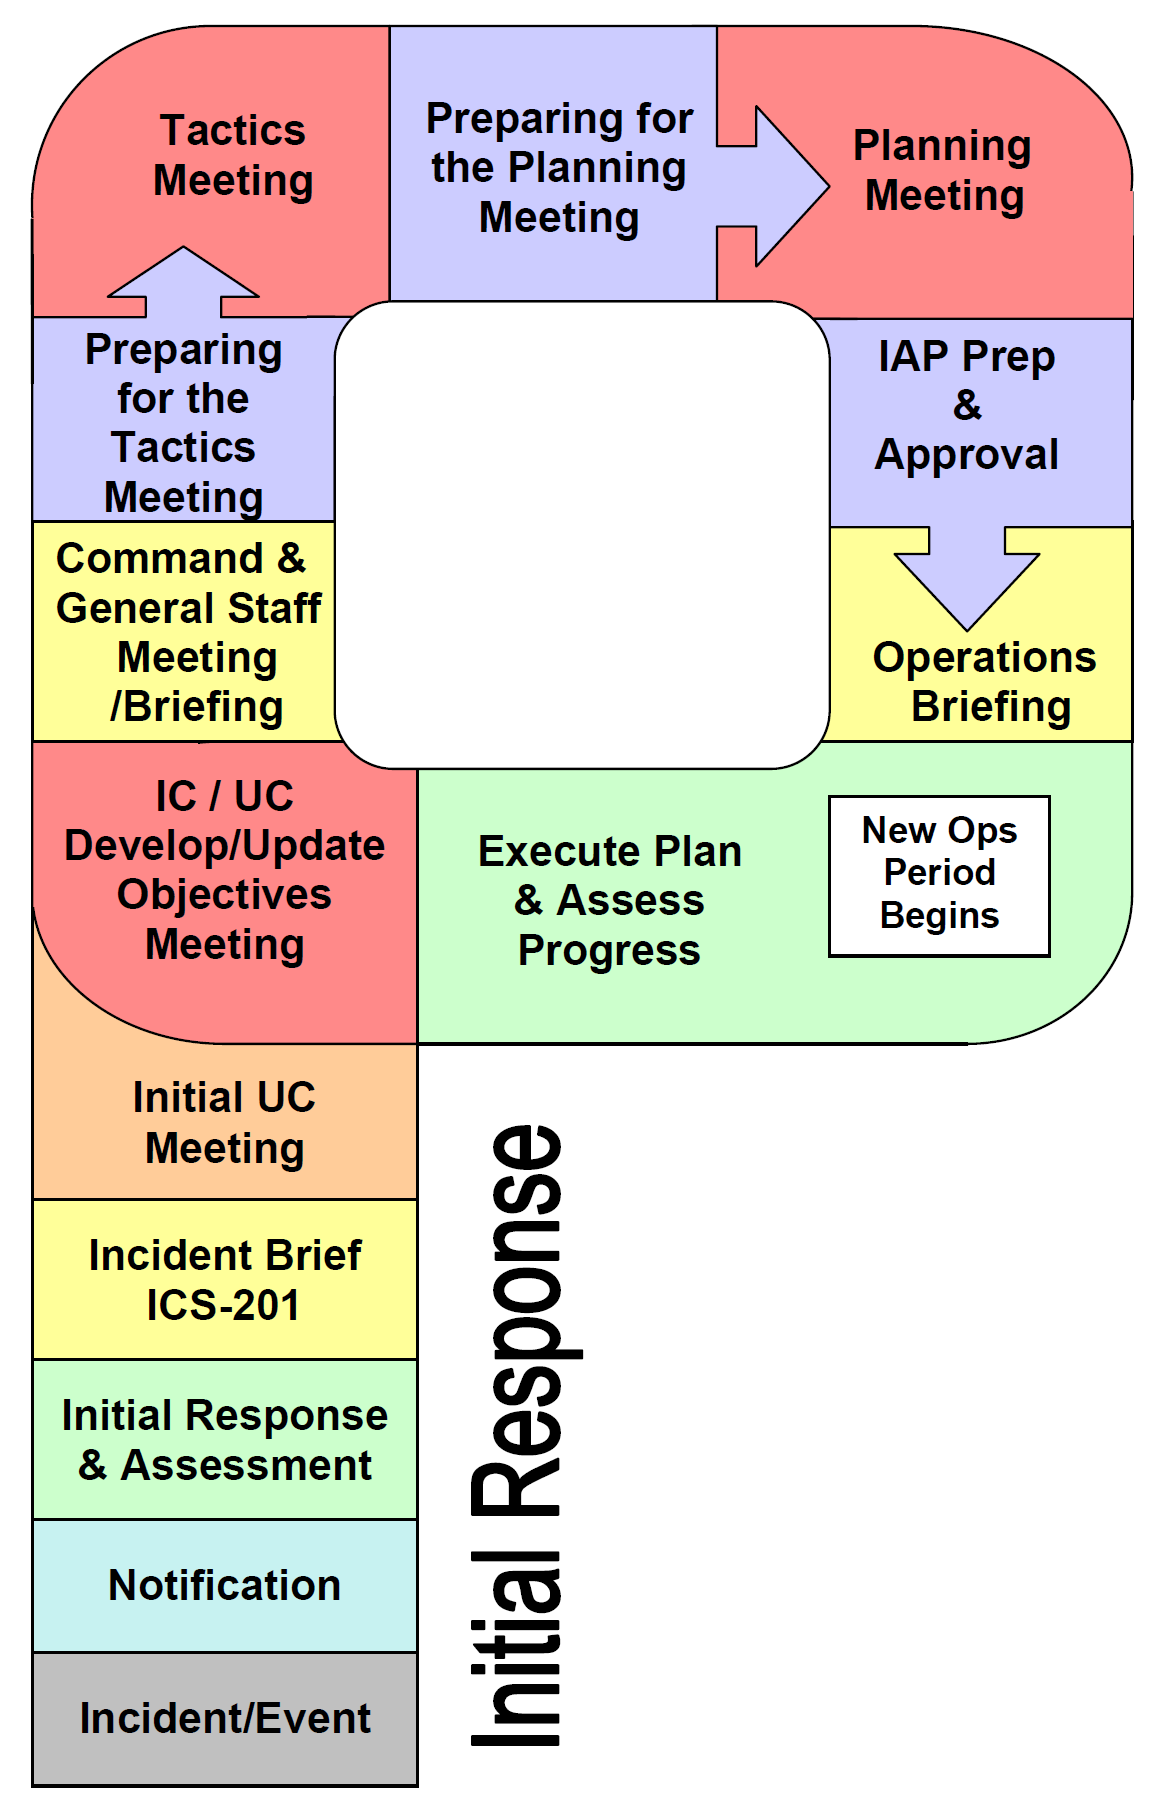 Tactics
Meeting
Preparing for
the Planning
Meeting
Planning
Meeting
Preparing
for the
Tactics
Meeting
IAP Prep
&
Approval
Command &
General Staff
Meeting
/Briefing
Operations
Briefing
IC / UC
Develop/Update
Objectives
Meeting
Execute Plan
& Assess
Progress
New Ops
Period
Begins
Initial UC
Meeting
Incident Brief
ICS-201
Initial Response
& Assessment
Notification
Incident/Event
Initial Response